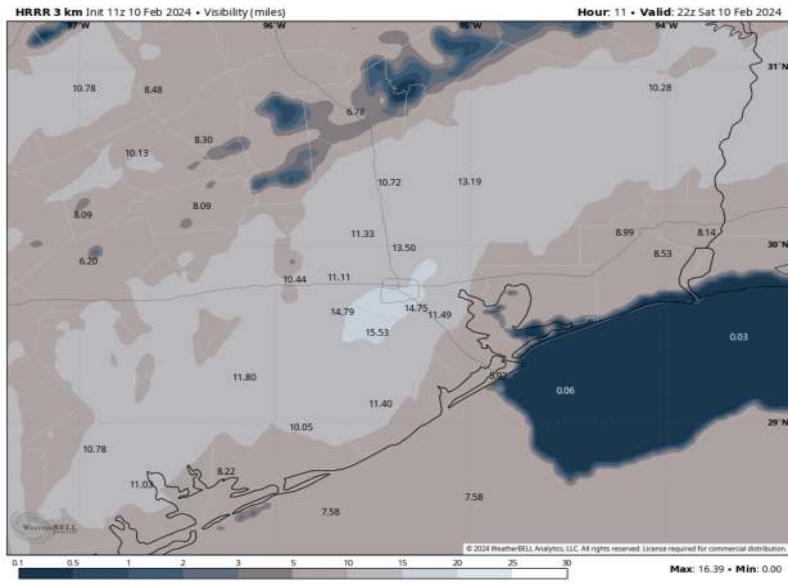 HRRR 3 km Init 11z 10 Feb 2024 • Visibility (miles)
Hour: 11 • Valid: 22z Sat 10 Feb 2024
97°W 96°W 95°W 94°W
31°N
10.78 8.48 10.28
6.78
8.30
10.13
10.72 13.19
8.09
8.09
11.33 8.99 8.14
13.50 8.53
30°N
6.20
10.44 11.11
14.79 14.75 11.49
15.53
0.03
11.80
0.06
11.40
10.05
29°N
10.78
8.22
11.03
7.58
7.58
WeatherBELL
© 2024 WeatherBELL Analytics, LLC. All rights reserved. License required for commercial distribution.
0.1 0.5 1 2 3 5 10 15 20 25 30
Max: 16.39 • Min: 0.00